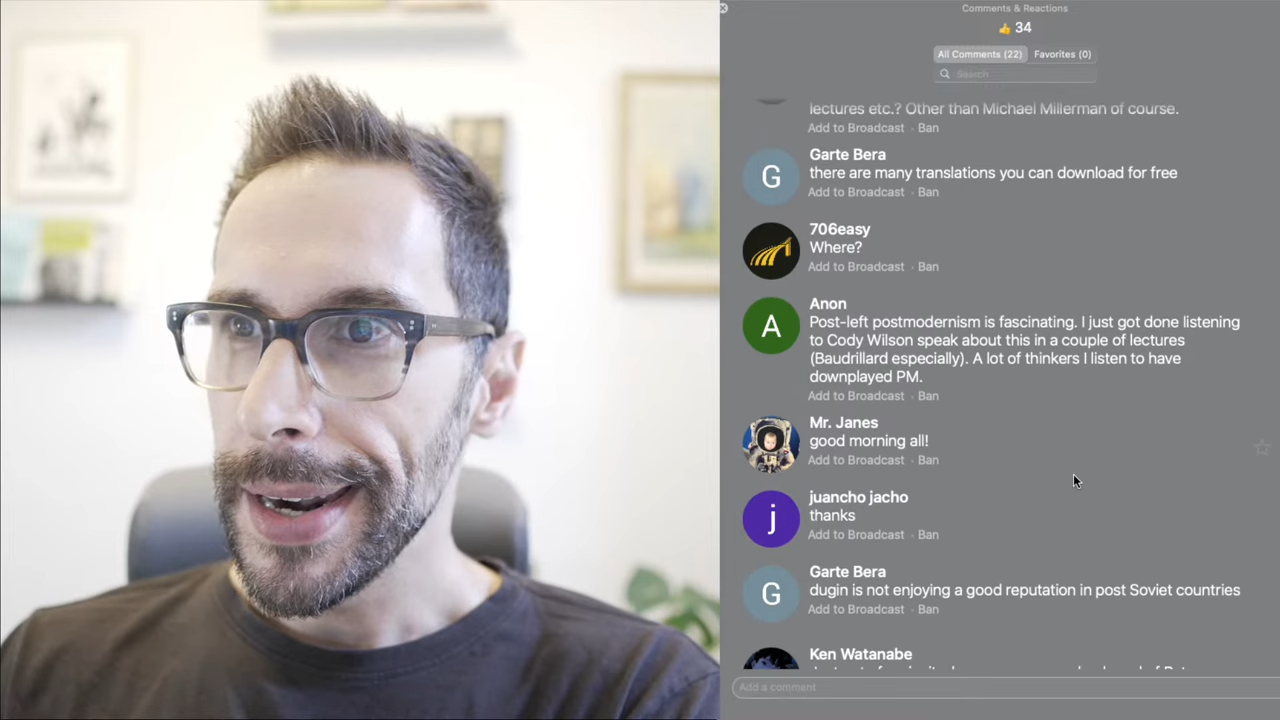 Comments & Reactions
👍 34
All Comments (22) Favorites (0)
Search
lectures etc.? Other than Michael Millerman of course.
Add to Broadcast · Ban
G
Garte Bera
there are many translations you can download for free
Add to Broadcast · Ban
706easy
Where?
Add to Broadcast · Ban
A
Anon
Post-left postmodernism is fascinating. I just got done listening
to Cody Wilson speak about this in a couple of lectures
(Baudrillard especially). A lot of thinkers I listen to have
downplayed PM.
Add to Broadcast · Ban
Mr. Janes
good morning all!
Add to Broadcast · Ban
j
juancho jacho
thanks
Add to Broadcast · Ban
G
Garte Bera
dugin is not enjoying a good reputation in post Soviet countries
Add to Broadcast · Ban
Ken Watanabe
Add a comment